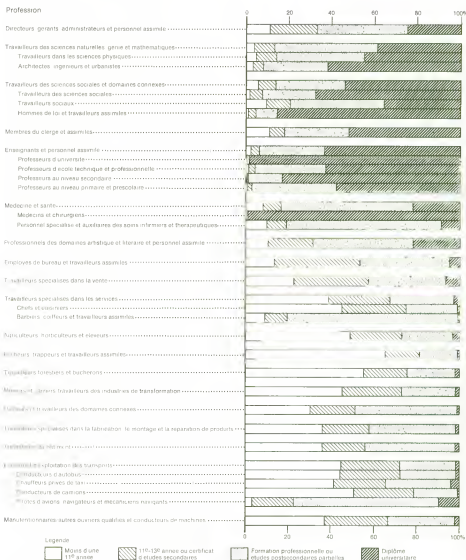 Profession
0 20 40 60 80 100%
Directeurs gérants administrateurs et personnel assimilé
Travailleurs des sciences naturelles génie et mathématiques
Travailleurs dans les sciences physiques
Architectes ingénieurs et urbanistes
Travailleurs des sciences sociales et domaines connexes
Travailleurs des sciences sociales
Travailleurs sociaux
Hommes de loi et travailleurs assimilés
Membres du clergé et assimilés
Enseignants et personnel assimilé
Professeurs d'université
Professeurs d'école technique et professionnelle
Professeurs au niveau secondaire
Professeurs au niveau primaire et préscolaire
Médecine et santé
Médecins et chirurgiens
Personnel spécialisé et auxiliaires des soins infirmiers et thérapeutiques
Professionnels des domaines artistique et littéraire et personnel assimilé
Employés de bureau et travailleurs assimilés
Travailleurs spécialisés dans la vente
Travailleurs spécialisés dans les services
Chefs et cuisiniers
Barbiers coiffeurs et travailleurs assimilés
horticulteurs et éleveurs
trappeurs et travailleurs assimilés
forestiers et bûcherons
travailleurs des industries de transformation
travailleurs des domaines connexes
Travailleurs spécialisés dans la fabrication le montage et la réparation de produits
exploitation des transports
Conducteurs d'autobus
Chauffeurs privés de taxi
Conducteurs de camions
Pilotes d'avions, navigateurs et mécaniciens navigants
Manutentionnaires autres ouvriers qualifiés et conducteurs de machines
0 20 40 60 80 100%
Légende
Moins d'une 11e année
11e-13e année ou certificat d'études secondaires
Formation professionnelle ou études postsecondaires partielles
Diplôme universitaire